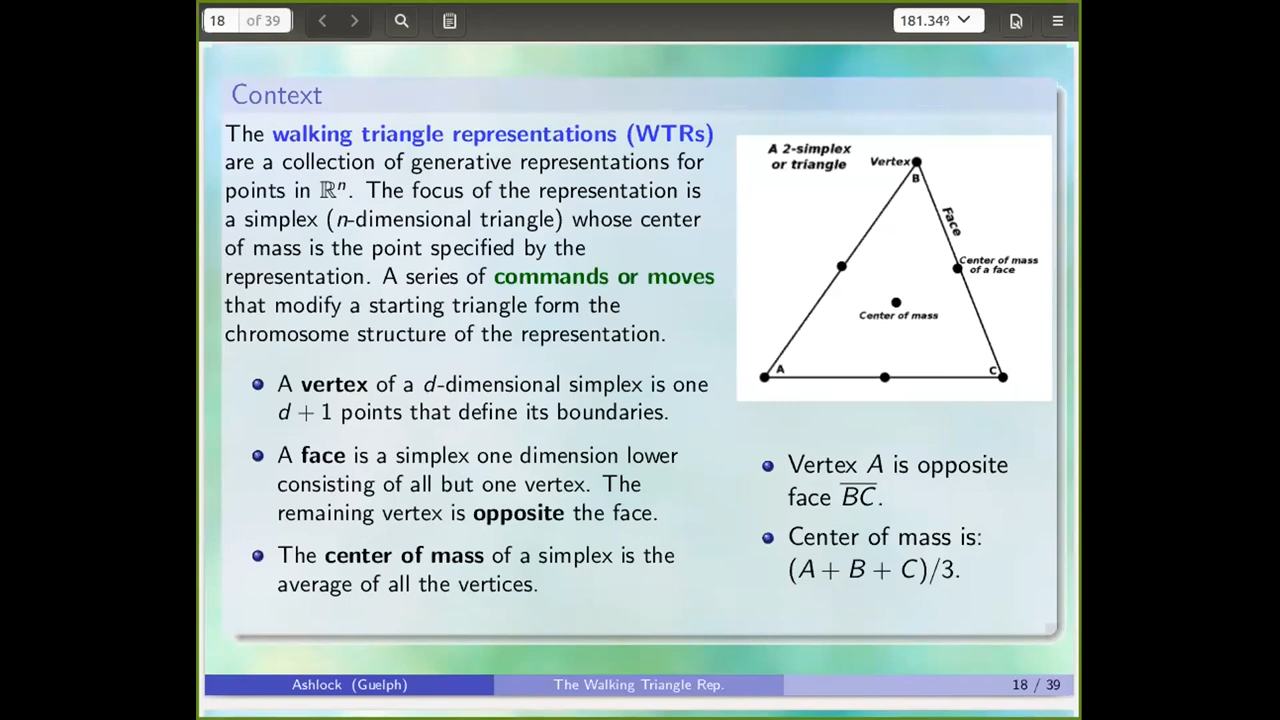 18 of 39
181.34%
Context
The walking triangle representations (WTRs)
are a collection of generative representations for
points in ℝⁿ. The focus of the representation is
a simplex (n-dimensional triangle) whose center
of mass is the point specified by the
representation. A series of commands or moves
that modify a starting triangle form the
chromosome structure of the representation.
A vertex of a d-dimensional simplex is one
d + 1 points that define its boundaries.
A face is a simplex one dimension lower
consisting of all but one vertex. The
remaining vertex is opposite the face.
The center of mass of a simplex is the
average of all the vertices.
A 2-simplex
or triangle
Vertex
B
Face
Center of mass
of a face
Center of mass
A
C
Vertex A is opposite
face B̅C̅.
Center of mass is:
(A + B + C)/3.
Ashlock (Guelph)
The Walking Triangle Rep.
18 / 39